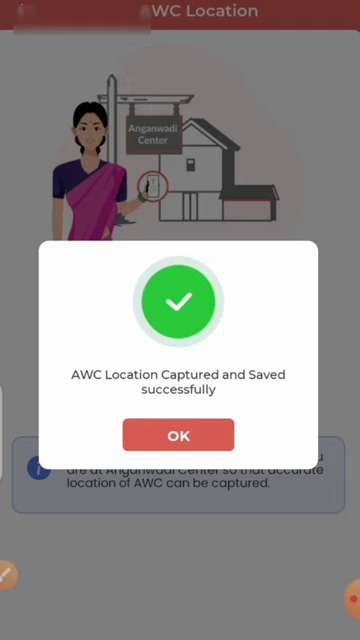 AWC Location
Anganwadi
Center
AWC Location Captured and Saved
successfully
OK
are at Anganwadi Center so that accurate
location of AWC can be captured.